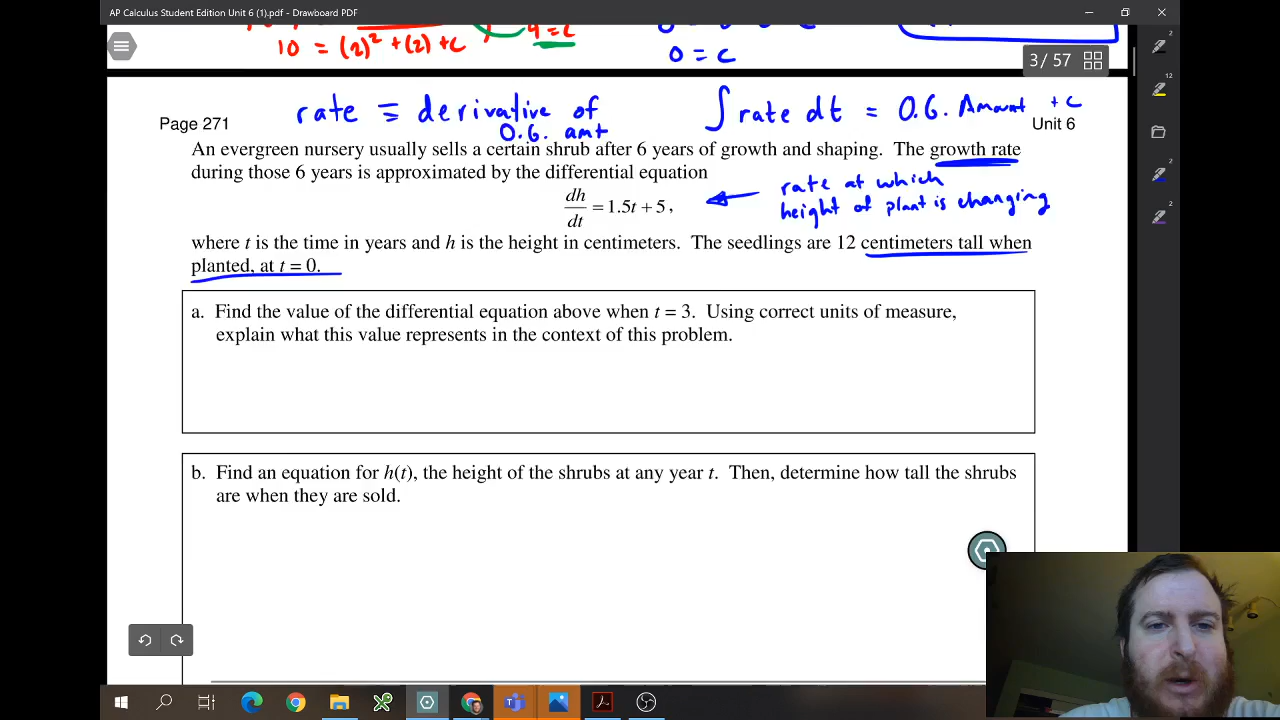 AP Calculus Student Edition Unit 6 (1).pdf - Drawboard PDF
10 = (2)² + (2) + C
4 = C
0 = C
3 / 57
rate = derivative of
O.G. amt
∫ rate dt = O.G. Amount + C
Page 271
Unit 6
An evergreen nursery usually sells a certain shrub after 6 years of growth and shaping. The growth rate
during those 6 years is approximated by the differential equation
dh/dt = 1.5t + 5 ,
rate at which
height of plant is changing
where t is the time in years and h is the height in centimeters. The seedlings are 12 centimeters tall when
planted, at t = 0.
a. Find the value of the differential equation above when t = 3. Using correct units of measure,
explain what this value represents in the context of this problem.
b. Find an equation for h(t), the height of the shrubs at any year t. Then, determine how tall the shrubs
are when they are sold.
2
12
2
2